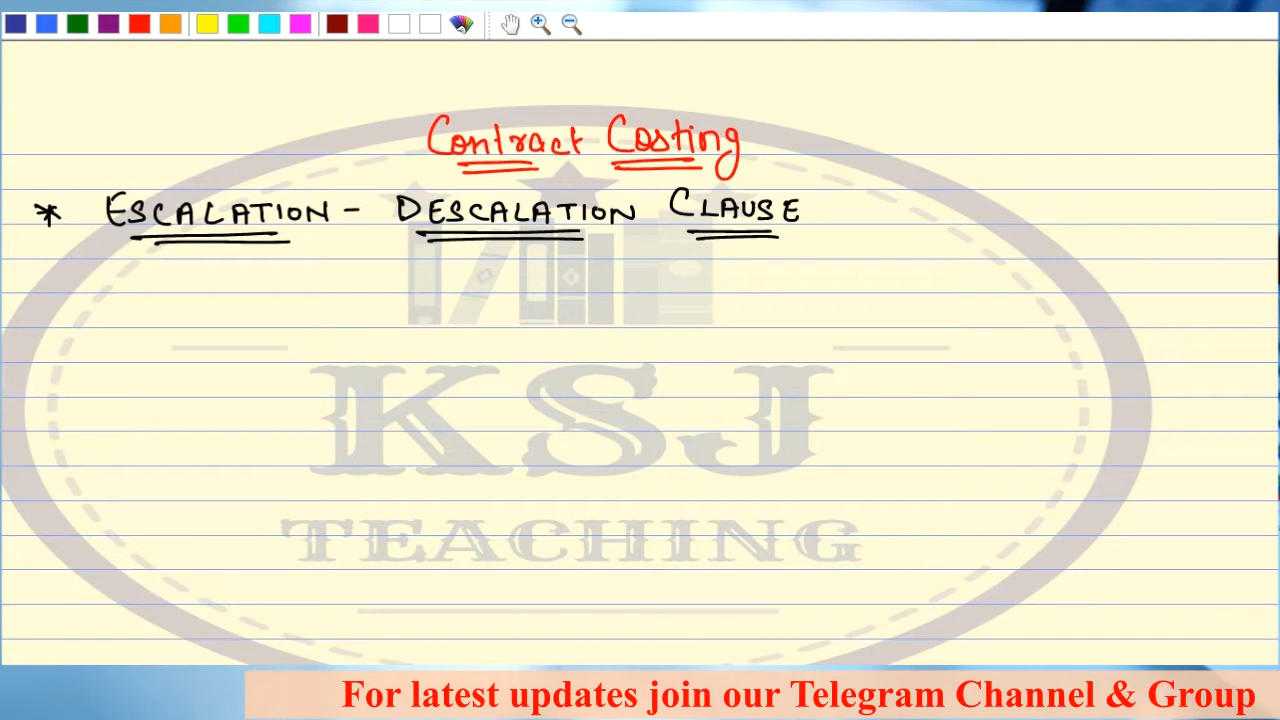 Contract Costing
* ESCALATION - DESCALATION CLAUSE
KSJ
TEACHING
For latest updates join our Telegram Channel & Group